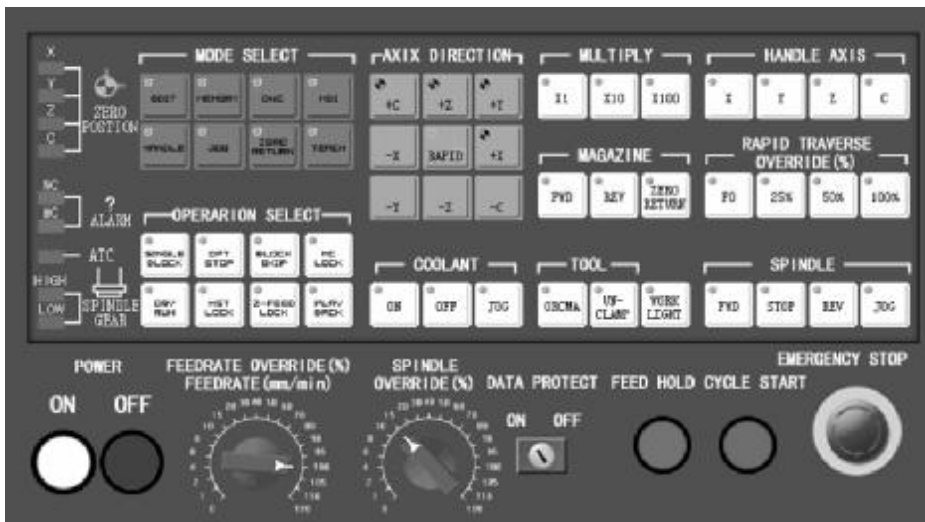 X
Y
Z
C
ZERO
POSTION
NC
MC
?
ALARM
ATC
HIGH
LOW
SPINDLE
GEAR
MODE SELECT
EDIT MEMORY DNC MDI
HANDLE JOG ZERO RETURN TEACH
OPERARION SELECT
SINGLE BLOCK OPT STOP BLOCK SKIP MC LOCK
DRY RUN MST LOCK Z-FEED LOCK PLAY BACK
AXIX DIRECTION
+C +Z +Y
-X RAPID +X
-Y -Z -C
MULTIPLY
X1 X10 X100
HANDLE AXIS
X Y Z C
MAGAZINE
FWD REV ZERO RETURN
RAPID TRAVERSE
OVERRIDE(%)
F0 25% 50% 100%
COOLANT
ON OFF JOG
TOOL
UN-CLAMP WORK LIGHT
SPINDLE
FWD STOP REV JOG
POWER
ON OFF
FEEDRATE OVERRIDE(%)
FEEDRATE(mm/min)
SPINDLE
OVERRIDE(%)
DATA PROTECT
ON OFF
FEED HOLD
CYCLE START
EMERGENCY STOP